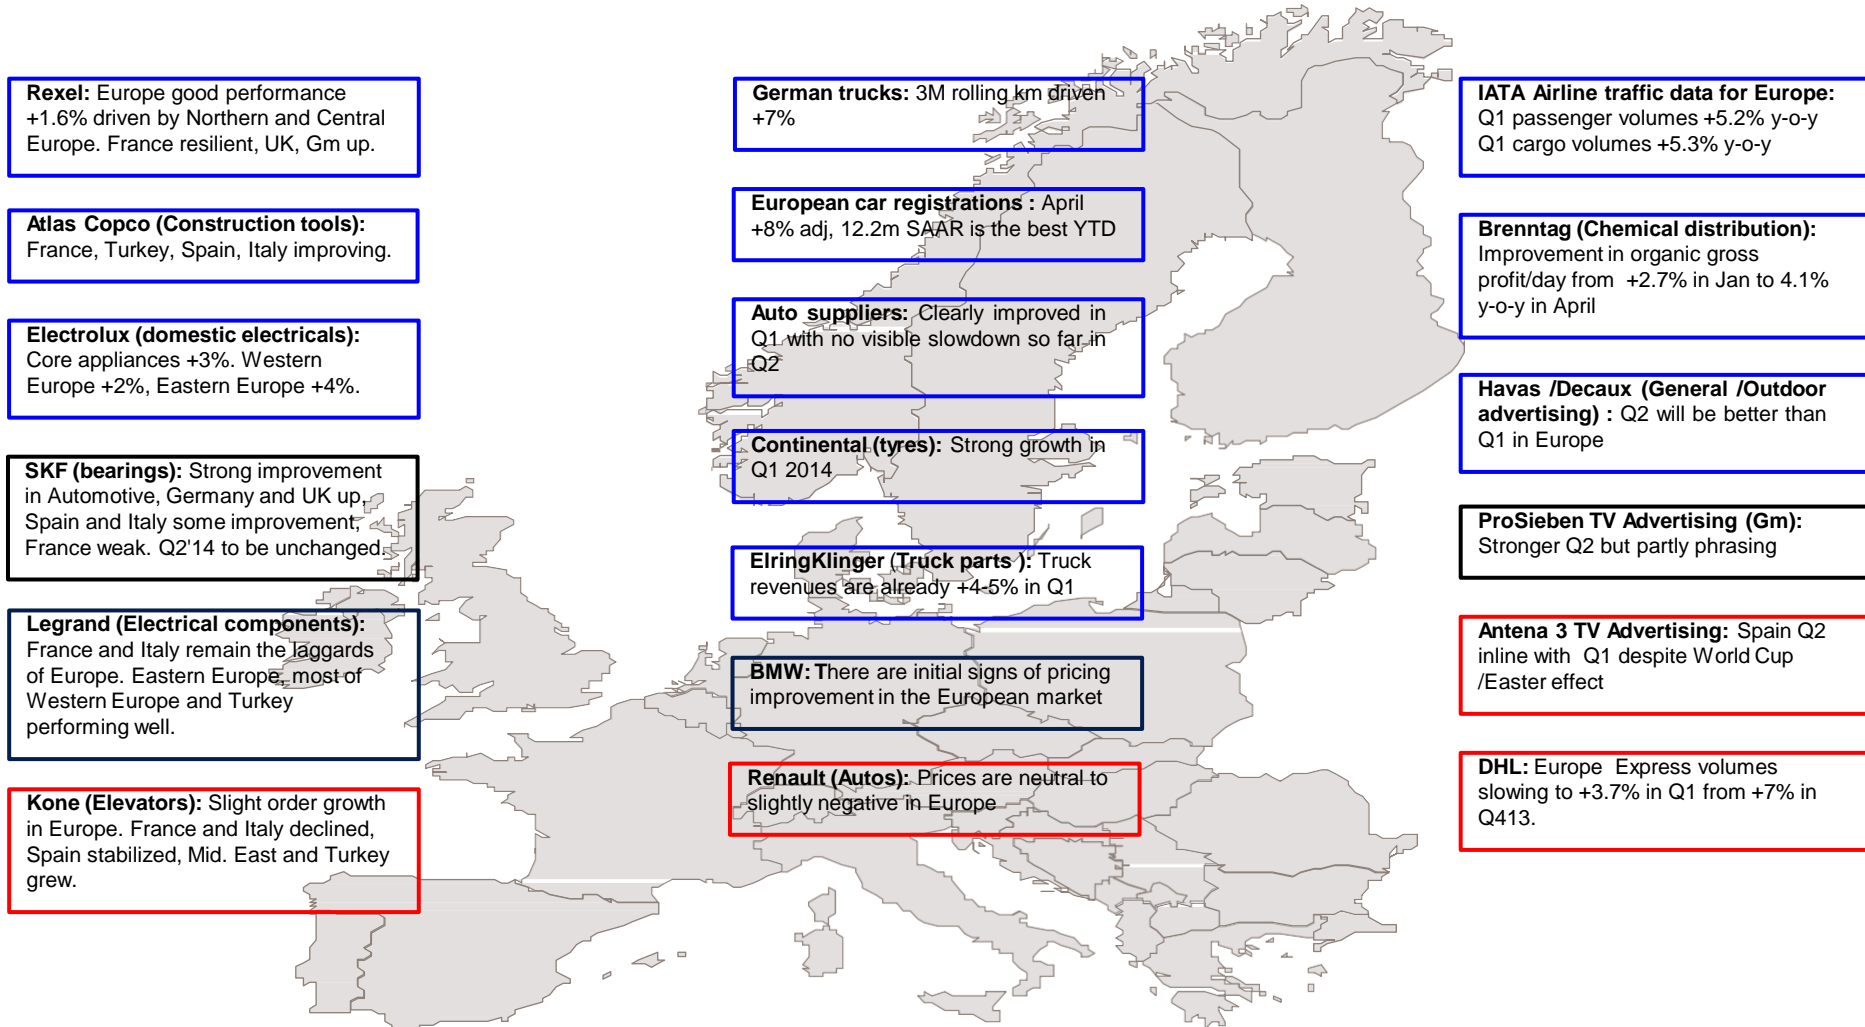 Rexel: Europe good performance
+1.6% driven by Northern and Central
Europe. France resilient, UK, Gm up.
Atlas Copco (Construction tools):
France, Turkey, Spain, Italy improving.
Electrolux (domestic electricals):
Core appliances +3%. Western
Europe +2%, Eastern Europe +4%.
SKF (bearings): Strong improvement
in Automotive, Germany and UK up,
Spain and Italy some improvement,
France weak. Q2'14 to be unchanged.
Legrand (Electrical components):
France and Italy remain the laggards
of Europe. Eastern Europe, most of
Western Europe and Turkey
performing well.
Kone (Elevators): Slight order growth
in Europe. France and Italy declined,
Spain stabilized, Mid. East and Turkey
grew.
German trucks: 3M rolling km driven
+7%
European car registrations : April
+8% adj, 12.2m SAAR is the best YTD
Auto suppliers: Clearly improved in
Q1 with no visible slowdown so far in
Q2
Continental (tyres): Strong growth in
Q1 2014
ElringKlinger (Truck parts ): Truck
revenues are already +4-5% in Q1
BMW: There are initial signs of pricing
improvement in the European market
Renault (Autos): Prices are neutral to
slightly negative in Europe
IATA Airline traffic data for Europe:
Q1 passenger volumes +5.2% y-o-y
Q1 cargo volumes +5.3% y-o-y
Brenntag (Chemical distribution):
Improvement in organic gross
profit/day from +2.7% in Jan to 4.1%
y-o-y in April
Havas /Decaux (General /Outdoor
advertising) : Q2 will be better than
Q1 in Europe
ProSieben TV Advertising (Gm):
Stronger Q2 but partly phrasing
Antena 3 TV Advertising: Spain Q2
inline with Q1 despite World Cup
/Easter effect
DHL: Europe Express volumes
slowing to +3.7% in Q1 from +7% in
Q413.